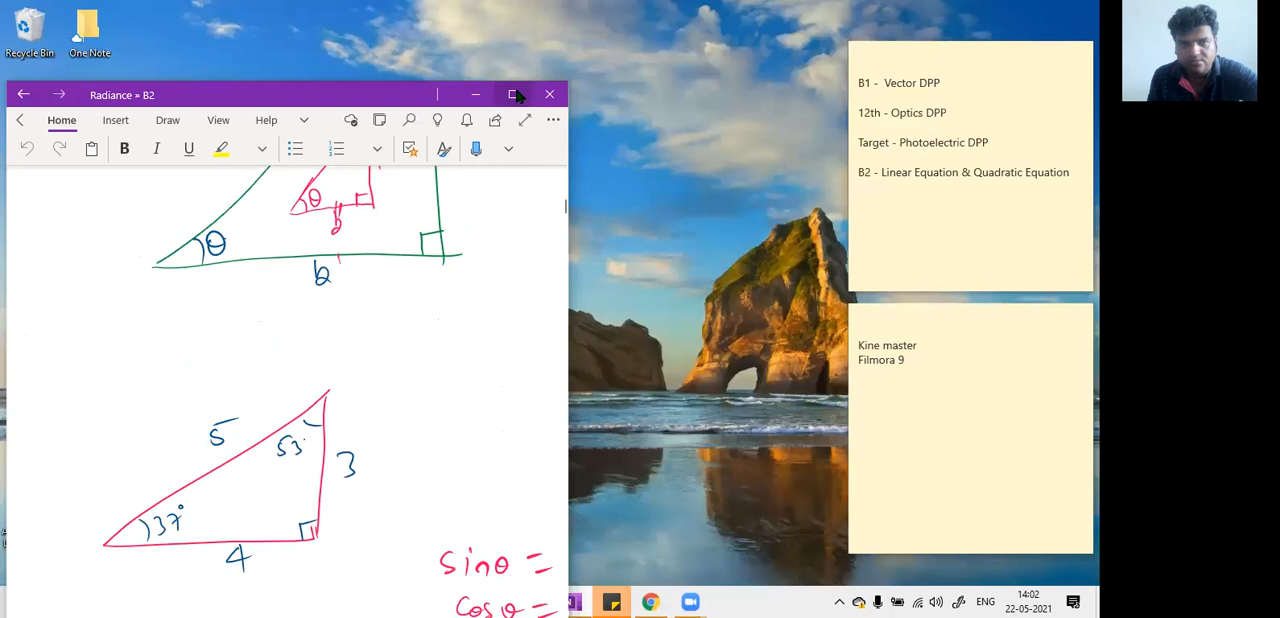 Recycle Bin
One Note
Radiance » B2
Home
Insert
Draw
View
Help
B
I
U
θ
b
θ
b
5
53
3
37°
4
sinθ =
cosθ =
B1 - Vector DPP
12th - Optics DPP
Target - Photoelectric DPP
B2 - Linear Equation & Quadratic Equation
Kine master
Filmora 9
ENG
14:02
22-05-2021